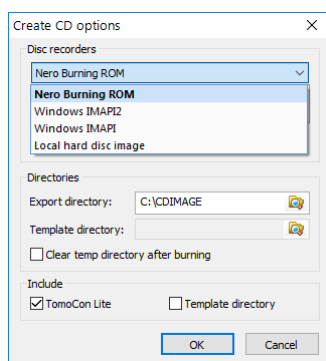 Create CD options
Disc recorders
Nero Burning ROM
Nero Burning ROM
Windows IMAPI2
Windows IMAPI
Local hard disc image
Directories
Export directory: C:\CDIMAGE
Template directory:
Clear temp directory after burning
Include
TomoCon Lite Template directory
OK Cancel